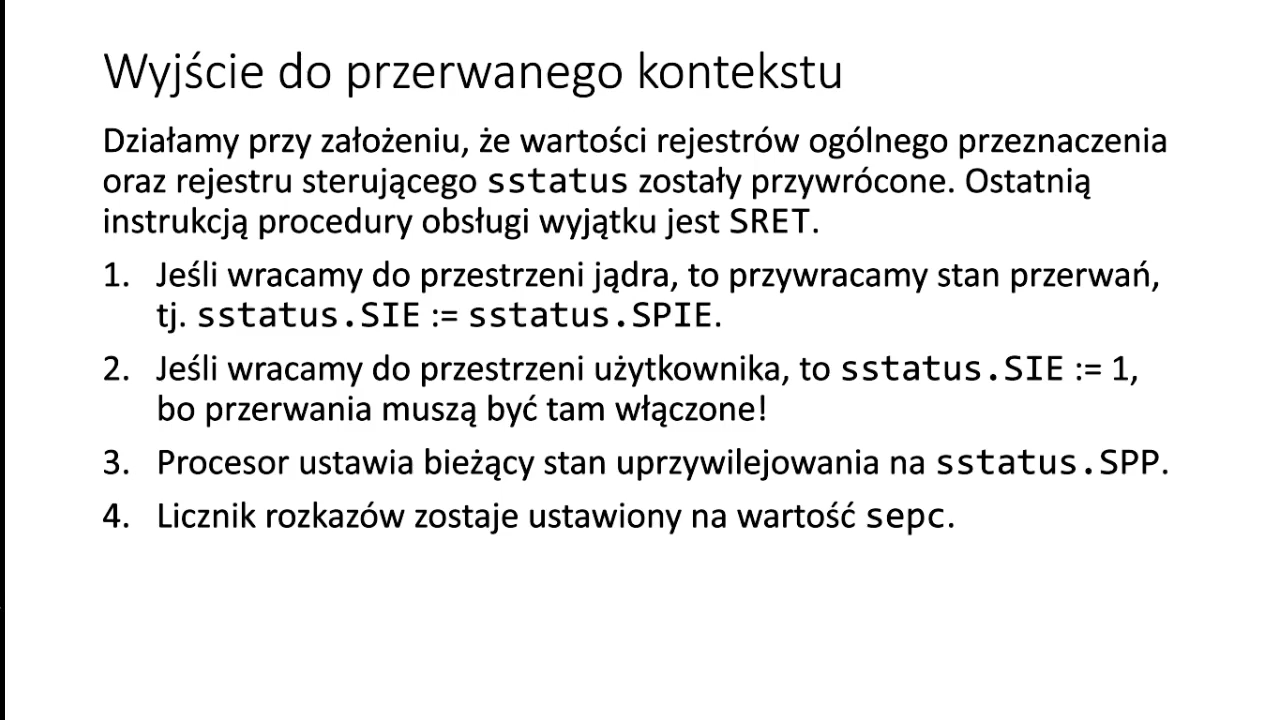 Wyjście do przerwanego kontekstu
Działamy przy założeniu, że wartości rejestrów ogólnego przeznaczenia
oraz rejestru sterującego sstatus zostały przywrócone. Ostatnią
instrukcją procedury obsługi wyjątku jest SRET.
1. Jeśli wracamy do przestrzeni jądra, to przywracamy stan przerwań,
tj. sstatus.SIE := sstatus.SPIE.
2. Jeśli wracamy do przestrzeni użytkownika, to sstatus.SIE := 1,
bo przerwania muszą być tam włączone!
3. Procesor ustawia bieżący stan uprzywilejowania na sstatus.SPP.
4. Licznik rozkazów zostaje ustawiony na wartość sepc.